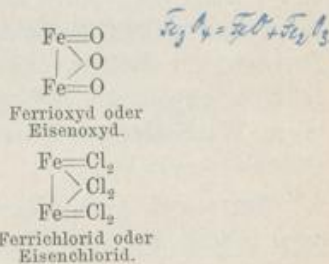 Fe=O
>O
Fe=O
Ferrioxyd oder
Eisenoxyd.
Fe=Cl₂
>Cl₂
Fe=Cl₂
Ferrichlorid oder
Eisenchlorid.
Fe₃O₄=FeO+Fe₂O₃